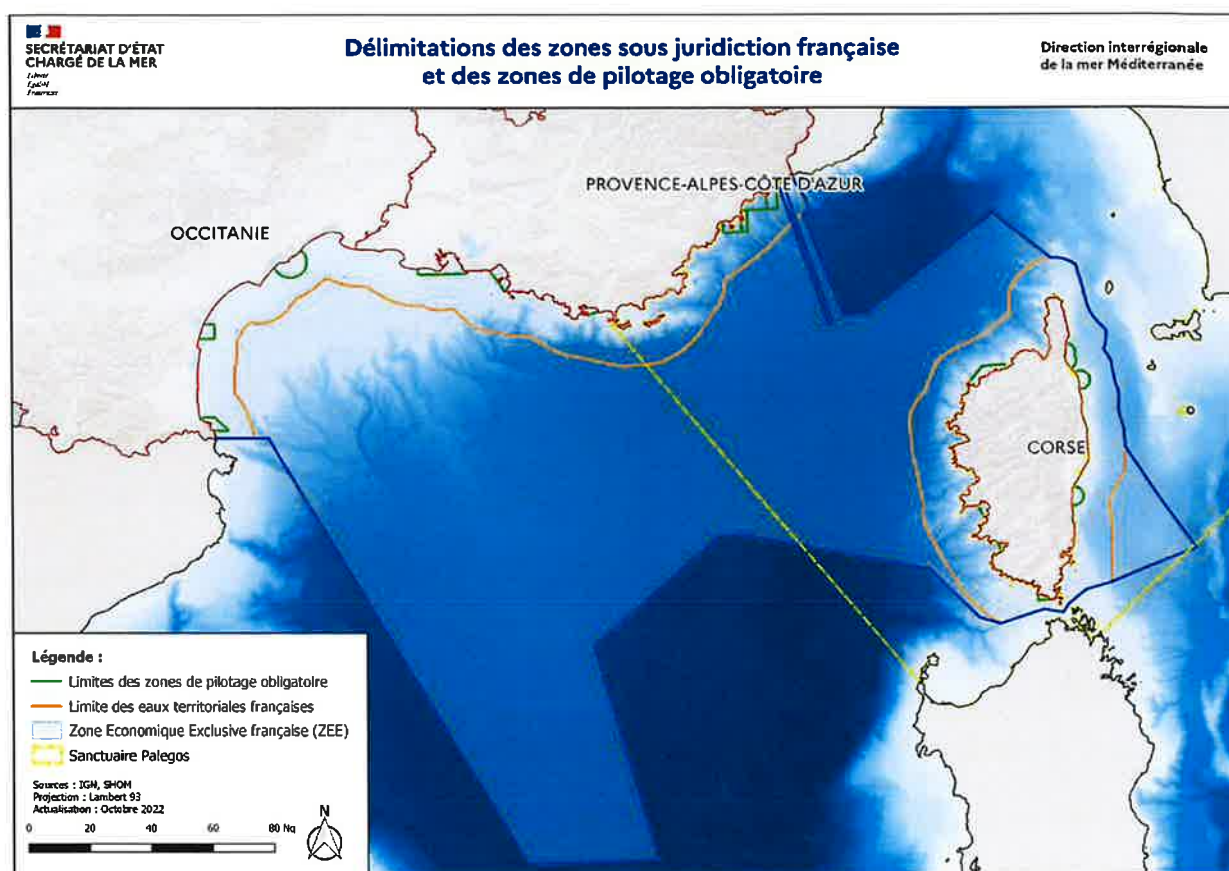 SECRÉTARIAT D'ÉTAT
CHARGÉ DE LA MER
Liberté
Égalité
Fraternité
Délimitations des zones sous juridiction française
et des zones de pilotage obligatoire
Direction interrégionale
de la mer Méditerranée
PROVENCE-ALPES-CÔTE D'AZUR
OCCITANIE
CORSE
Légende :
Limites des zones de pilotage obligatoire
Limite des eaux territoriales françaises
Zone Economique Exclusive française (ZEE)
Sanctuaire Palegos
Sources : IGN, SHOM
Projection : Lambert 93
Actualisation : Octobre 2022
N
0 20 40 60 80 Nq